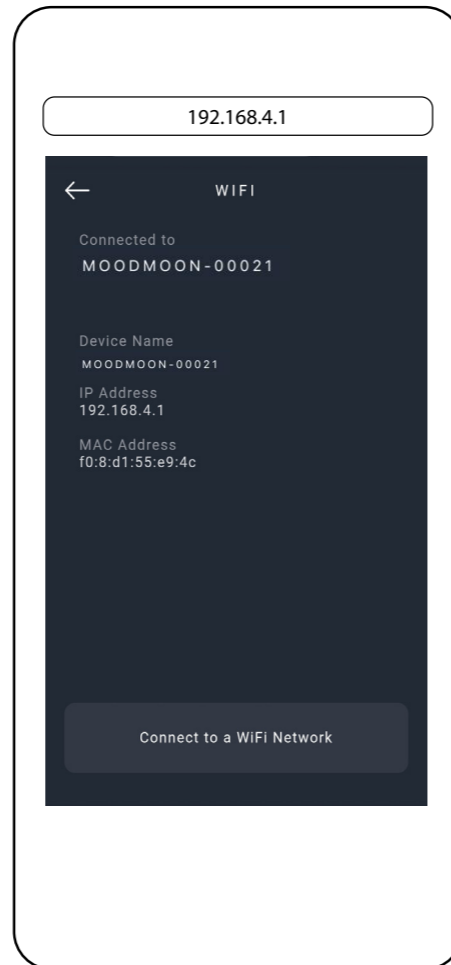 192.168.4.1
WIFI
Connected to
MOODMOON-00021
Device Name
MOODMOON-00021
IP Address
192.168.4.1
MAC Address
f0:8:d1:55:e9:4c
Connect to a WiFi Network